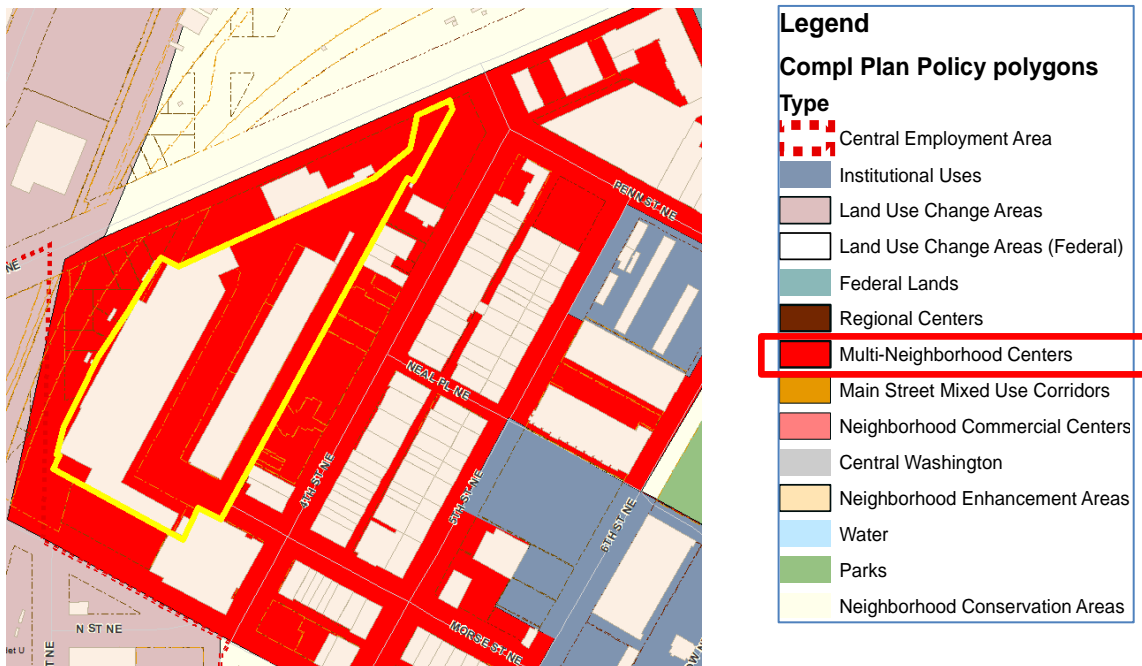 NE
PENN ST NE
NEAL PL NE
4TH ST NE
5TH ST NE
6TH ST NE
MORSE ST NE
N ST NE
ST NE
Legend
Compl Plan Policy polygons
Type
Central Employment Area
Institutional Uses
Land Use Change Areas
Land Use Change Areas (Federal)
Federal Lands
Regional Centers
Multi-Neighborhood Centers
Main Street Mixed Use Corridors
Neighborhood Commercial Centers
Central Washington
Neighborhood Enhancement Areas
Water
Parks
Neighborhood Conservation Areas